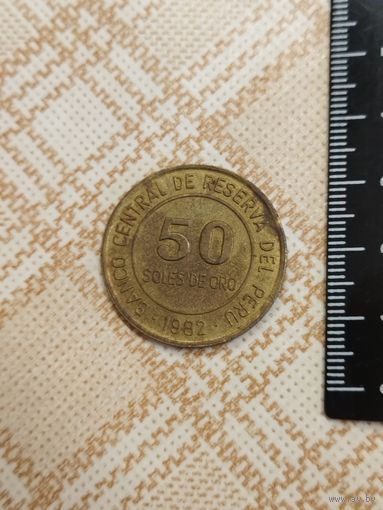 BANCO CENTRAL DE RESERVA DEL PERU
50
SOLES DE ORO
· 1982 ·
www.ay.by